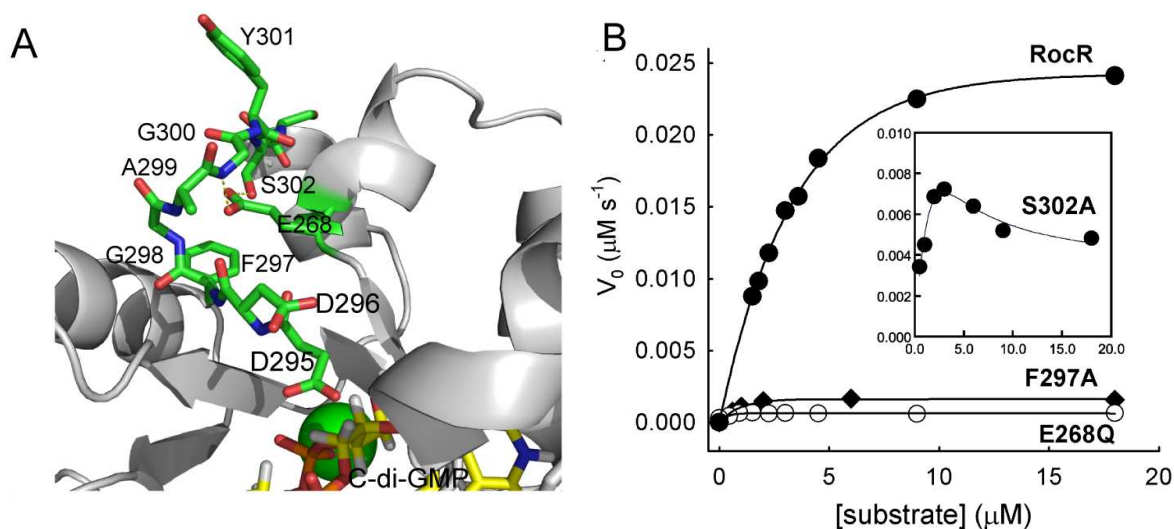 A
Y301
G300
A299
S302
E268
G298
F297
D296
D295
C-di-GMP
B
V₀ (μM s⁻¹)
0.025
0.020
0.015
0.010
0.005
0.000
RocR
0.010
0.008
0.006
0.004
0.002
0.000
S302A
0.0 5.0 10.0 15.0 20.0
F297A
E268Q
0 5 10 15 20
[substrate] (μM)